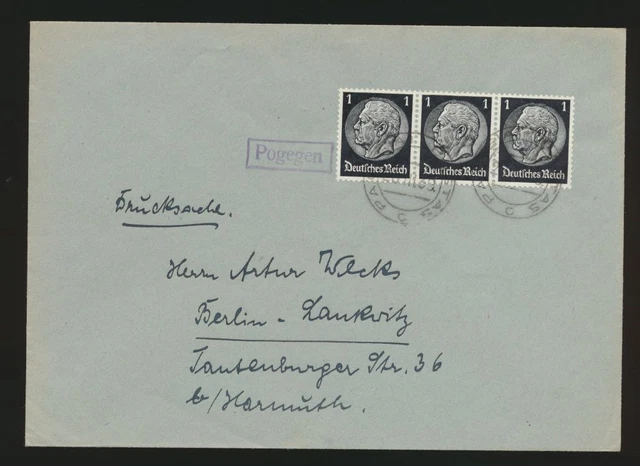 1 1 1 1 1 1
Deutsches Reich Deutsches Reich Deutsches Reich
Pogegen
Drucksache.
Herrn Artur Wecks
Berlin - Lankwitz
Tautenburger Str. 36
b/Harmuth.